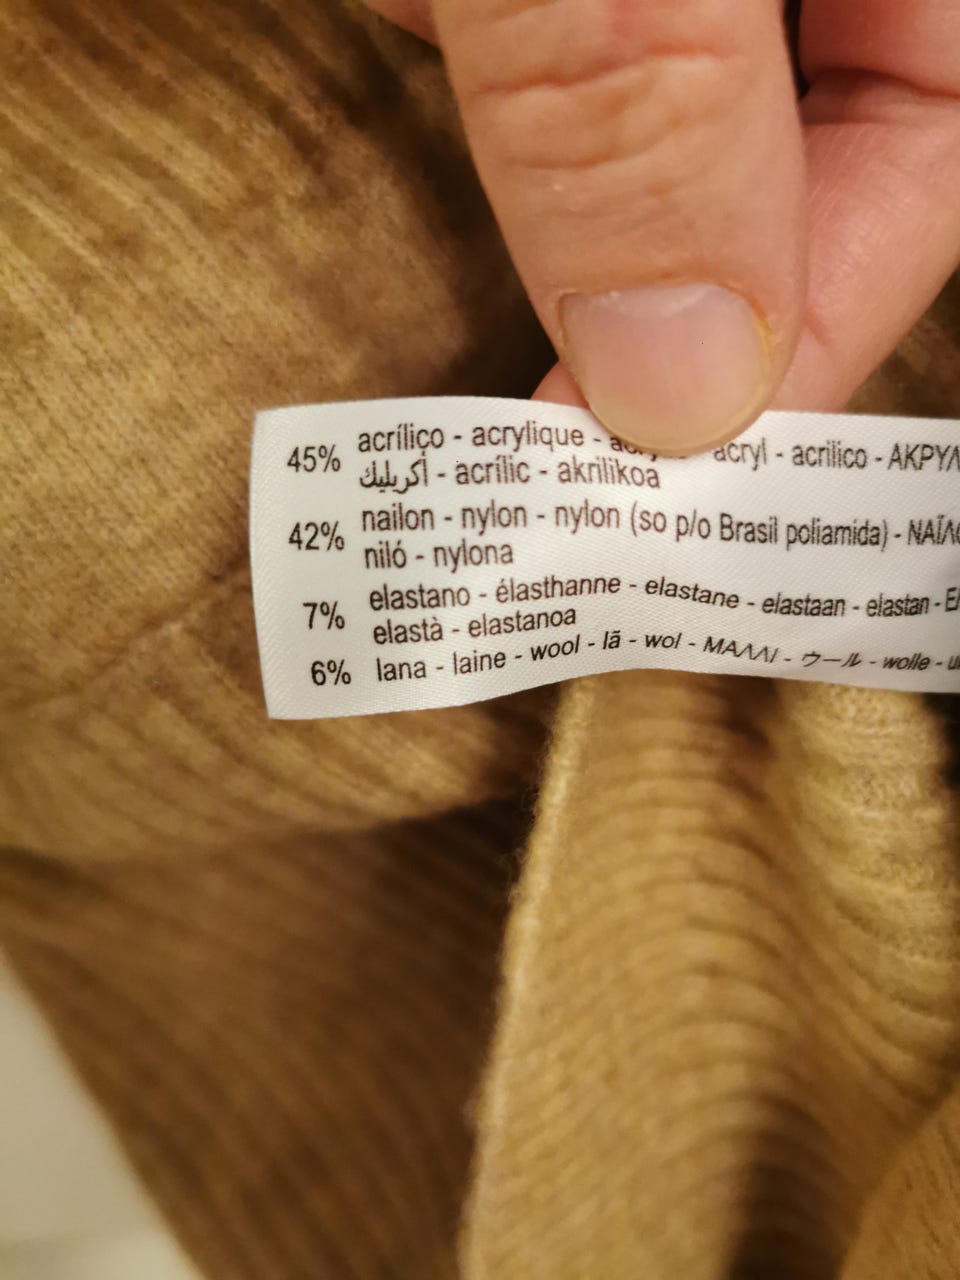 45% acrílico - acrylique - acryl - acrilico - ΑΚΡΥΛ
أكريليك - acrílic - akrilikoa
42% nailon - nylon - nylon (so p/o Brasil poliamida) - ΝΑΪΛΟ
niló - nylona
7% elastano - élasthanne - elastane - elastaan - elastan - ΕΛ
elastà - elastanoa
6% lana - laine - wool - lã - wol - ΜΑΛΛΙ - ウール - wolle -